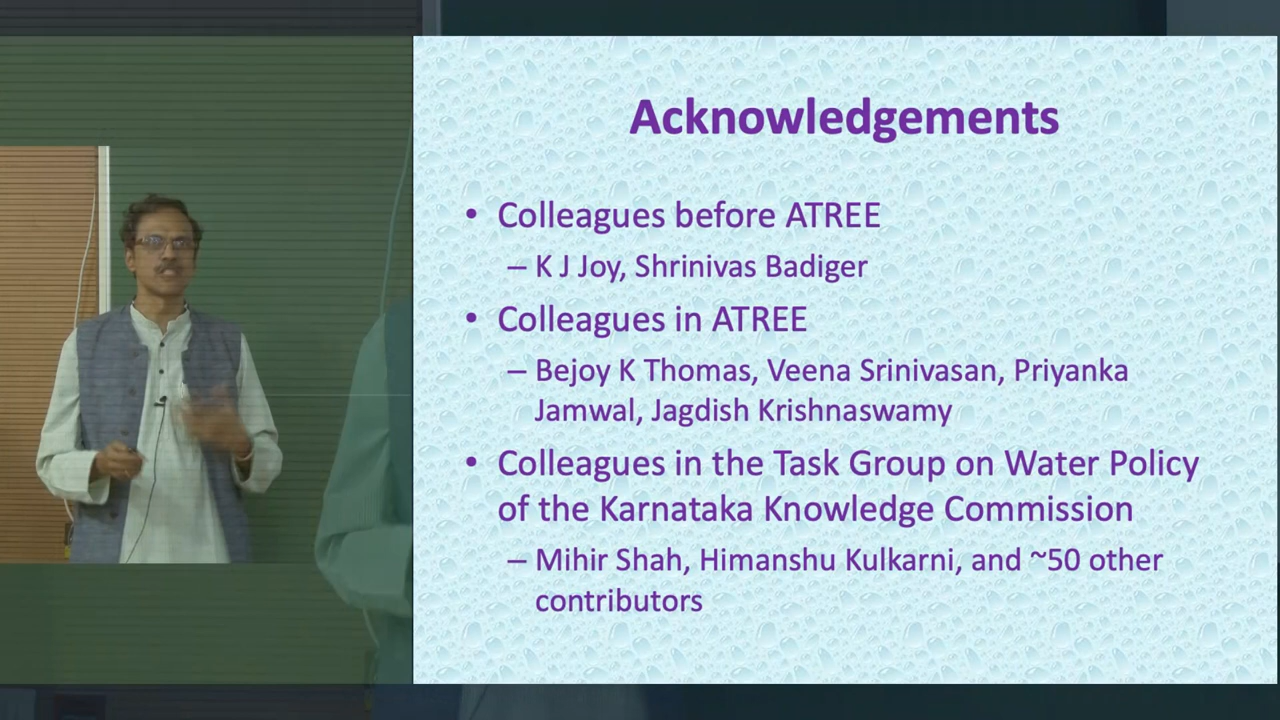 Acknowledgements
• Colleagues before ATREE
– K J Joy, Shrinivas Badiger
• Colleagues in ATREE
– Bejoy K Thomas, Veena Srinivasan, Priyanka
Jamwal, Jagdish Krishnaswamy
• Colleagues in the Task Group on Water Policy
of the Karnataka Knowledge Commission
– Mihir Shah, Himanshu Kulkarni, and ~50 other
contributors